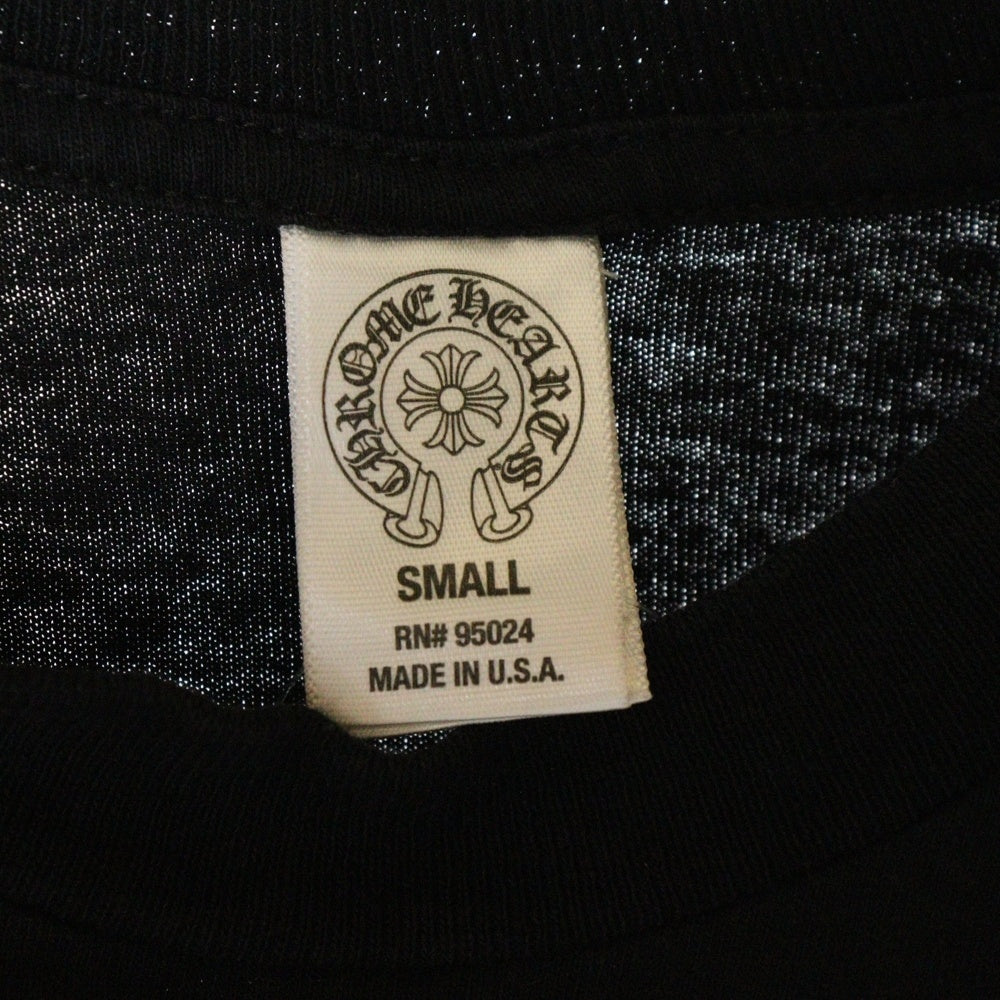 CHROME HEARTS
SMALL
RN# 95024
MADE IN U.S.A.